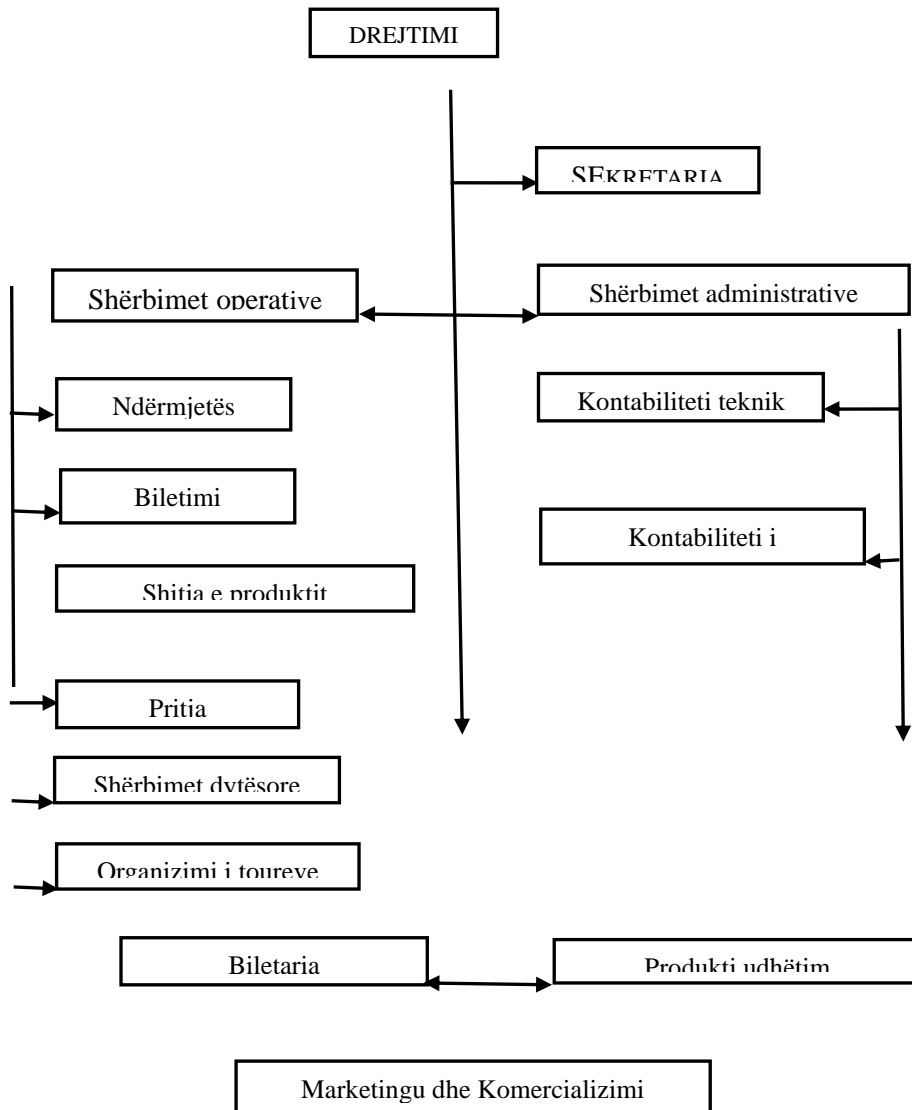 DREJTIMI
SEKRETARIA
Shërbimet operative
Shërbimet administrative
Ndërmjetës
Kontabiliteti teknik
Biletimi
Kontabiliteti i
Shitja e produktit
Pritja
Shërbimet dytësore
Organizimi i toureve
Biletaria
Produkti udhëtim
Marketingu dhe Komercializimi